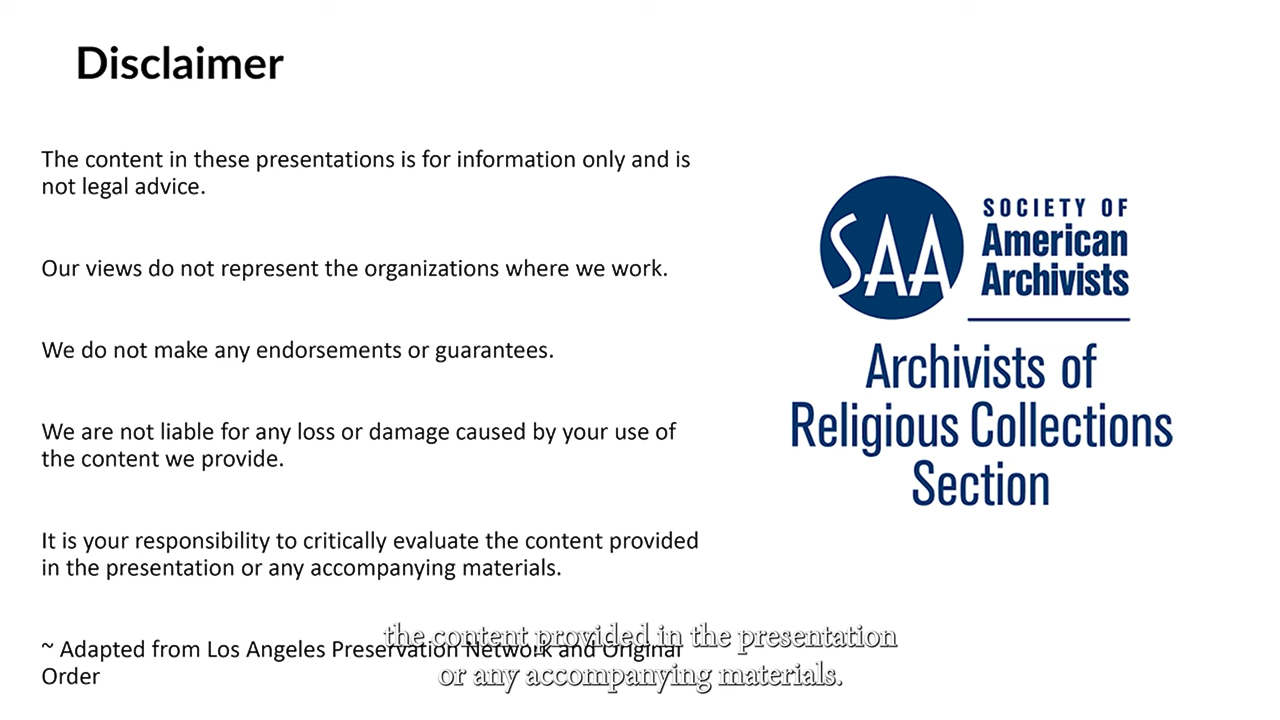 Disclaimer
The content in these presentations is for information only and is
not legal advice.
Our views do not represent the organizations where we work.
We do not make any endorsements or guarantees.
We are not liable for any loss or damage caused by your use of
the content we provide.
It is your responsibility to critically evaluate the content provided
in the presentation or any accompanying materials.
~ Adapted from Los Angeles Preservation Network and Original
Order
SAA
SOCIETY OF
American
Archivists
Archivists of
Religious Collections
Section
the content provided in the presentation
or any accompanying materials.